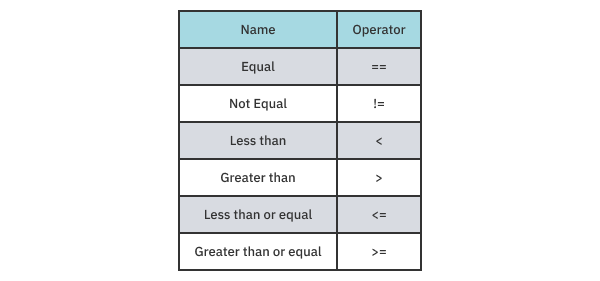 Name Operator
Equal ==
Not Equal !=
Less than <
Greater than >
Less than or equal <=
Greater than or equal >=